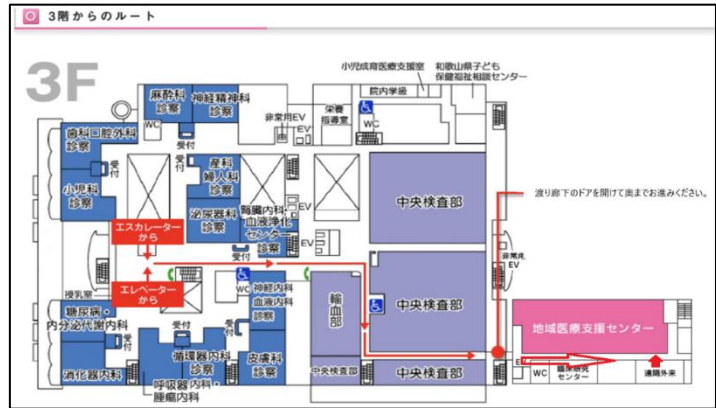 3階からのルート
3F
小児成育医療支援室
和歌山県子ども
保健福祉相談センター
麻酔科
診察
神経精神科
診察
院内学級
WC
受付
非常用EV
EV
栄養
指導室
WC
歯科口腔外科
診察
受付
受付
産科
婦人科
診察
小児科
診察
受付
中央検査部
渡り廊下のドアを開けて奥までお進みください。
泌尿器科
診察
腎臓内科・
血液浄化
センター
診察
EV
EV
受付
エスカレーター
から
エレベーター
から
非常用
EV
授乳室
WC
神経内科
血液内科
診察
輸血部
中央検査部
糖尿病・
内分泌代謝内科
受付
受付
受付
地域医療支援センター
消化器内科
循環器内科
診察
皮膚科
診察
呼吸器内科・
腫瘍内科
中央検査部
中央検査部
EV
WC
臨床研究
センター
通院外来